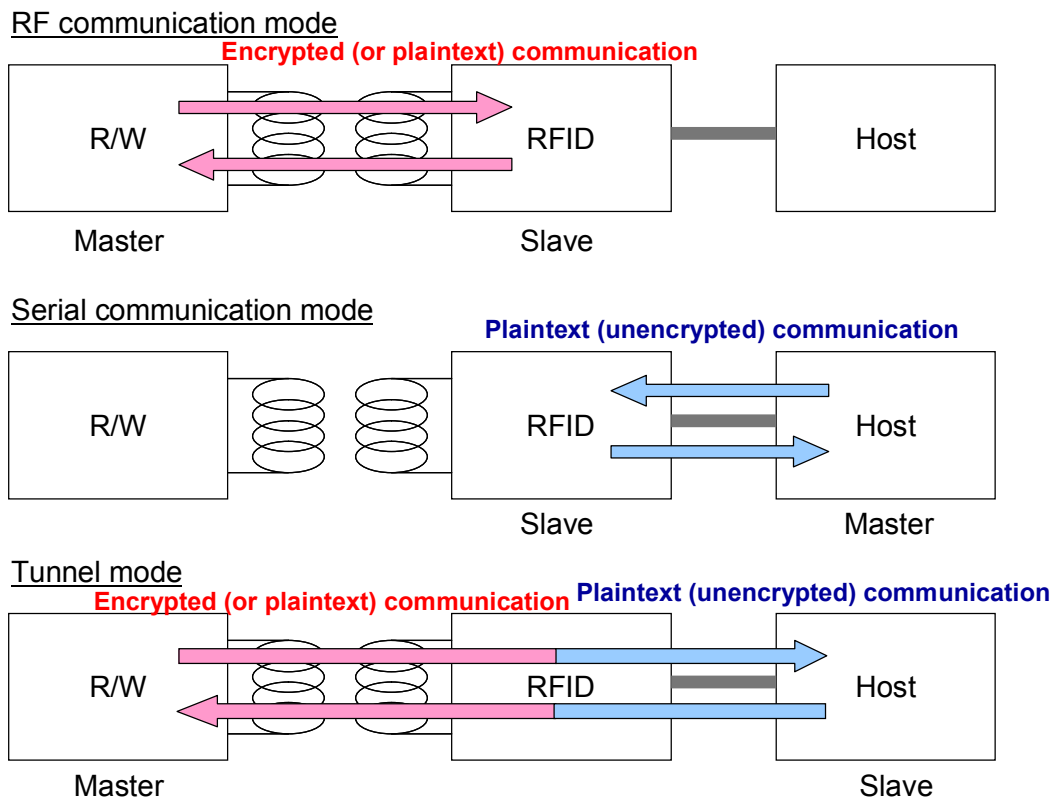 RF communication mode
Encrypted (or plaintext) communication
R/W
RFID
Host
Master
Slave
Serial communication mode
Plaintext (unencrypted) communication
R/W
RFID
Host
Slave
Master
Tunnel mode
Encrypted (or plaintext) communication
Plaintext (unencrypted) communication
R/W
RFID
Host
Master
Slave